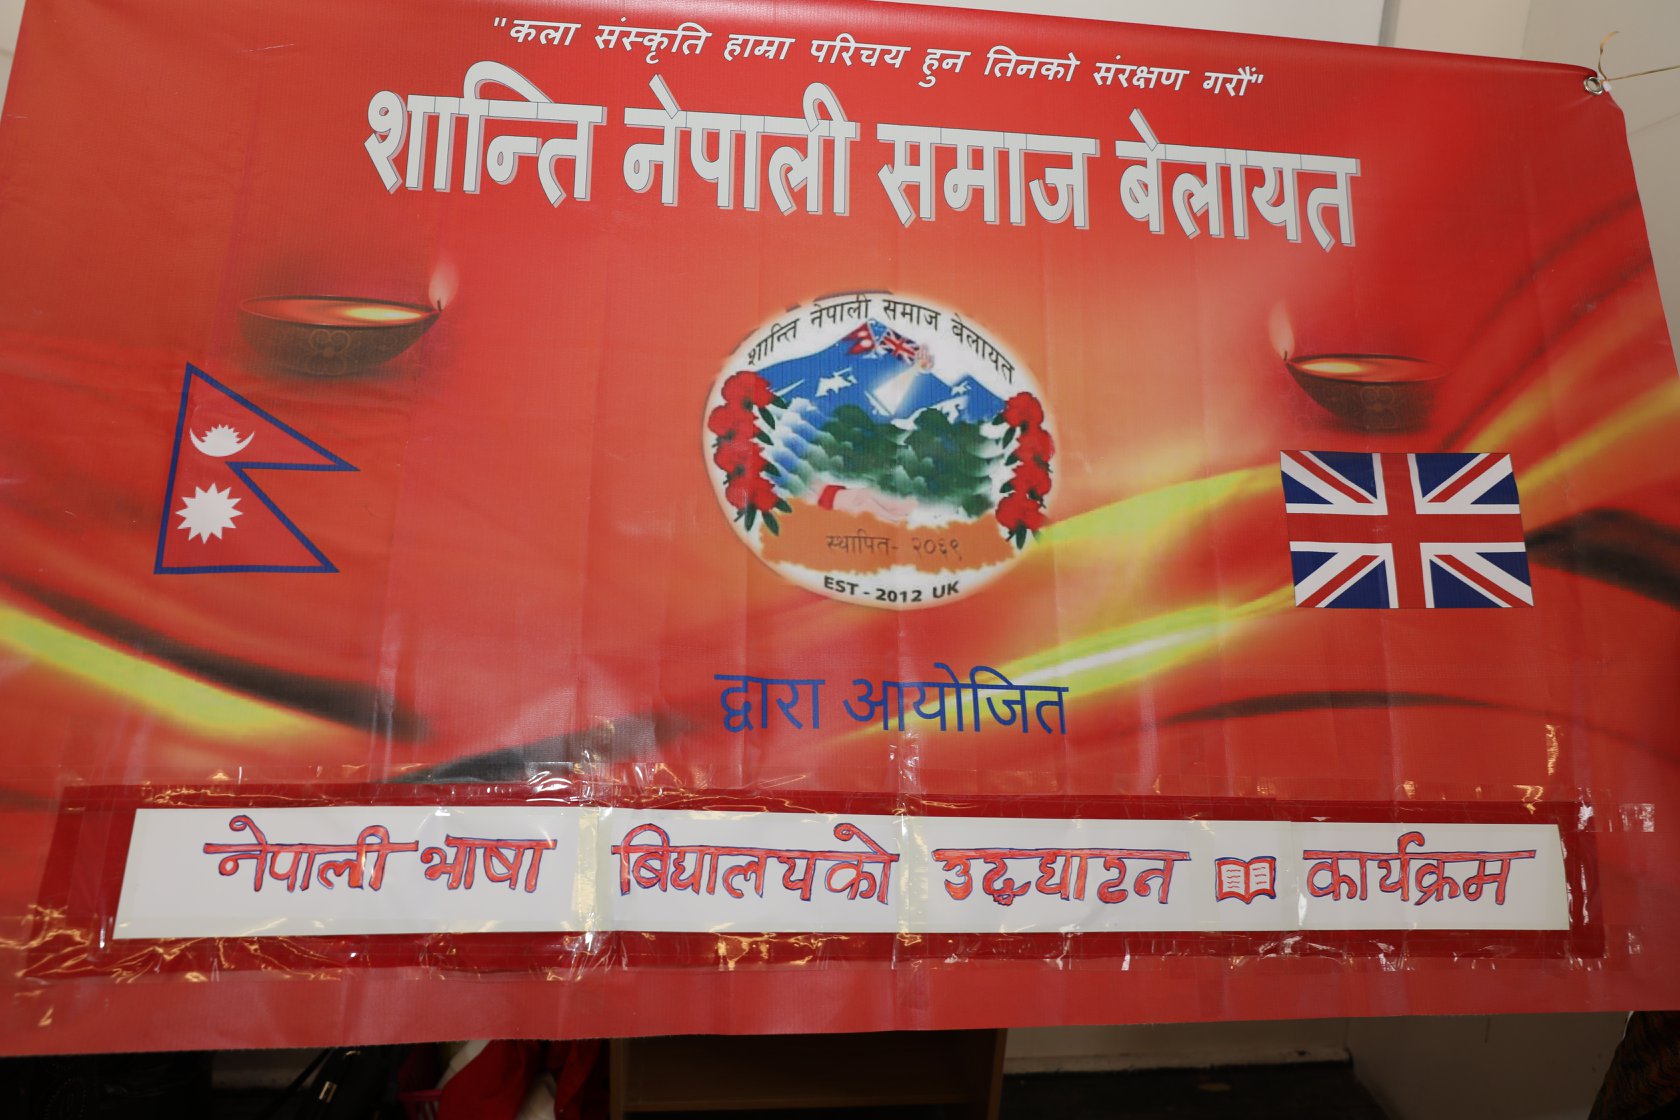 "कला संस्कृति हाम्रा परिचय हुन तिनको संरक्षण गरौं"
शान्ति नेपाली समाज बेलायत
शान्ति नेपाली समाज बेलायत
स्थापित- २०६९
EST - 2012 UK
द्वारा आयोजित
नेपाली भाषा बिद्यालयको उद्घाटन कार्यक्रम